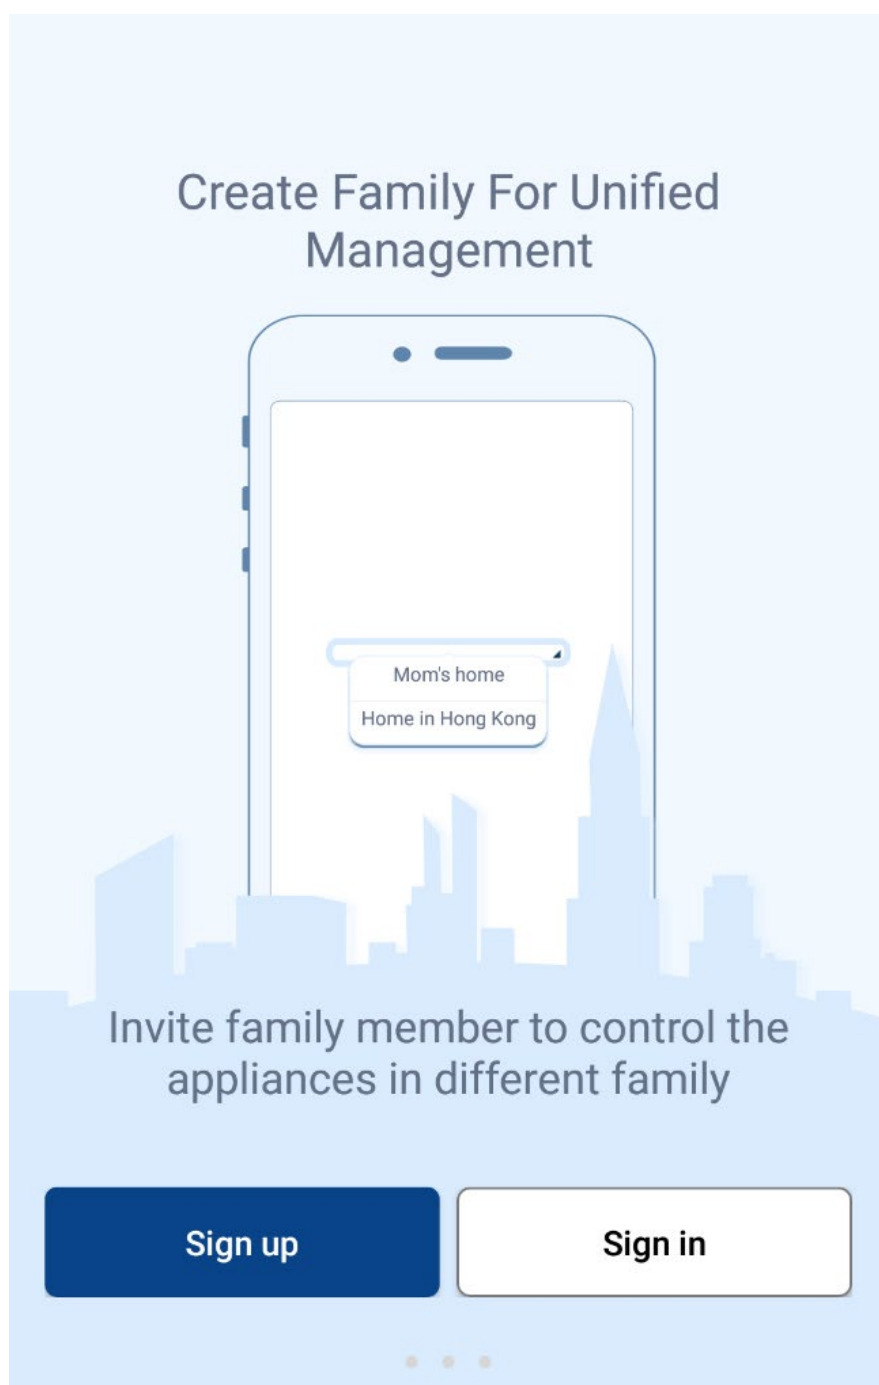 Create Family For Unified
Management
Mom's home
Home in Hong Kong
Invite family member to control the
appliances in different family
Sign up
Sign in